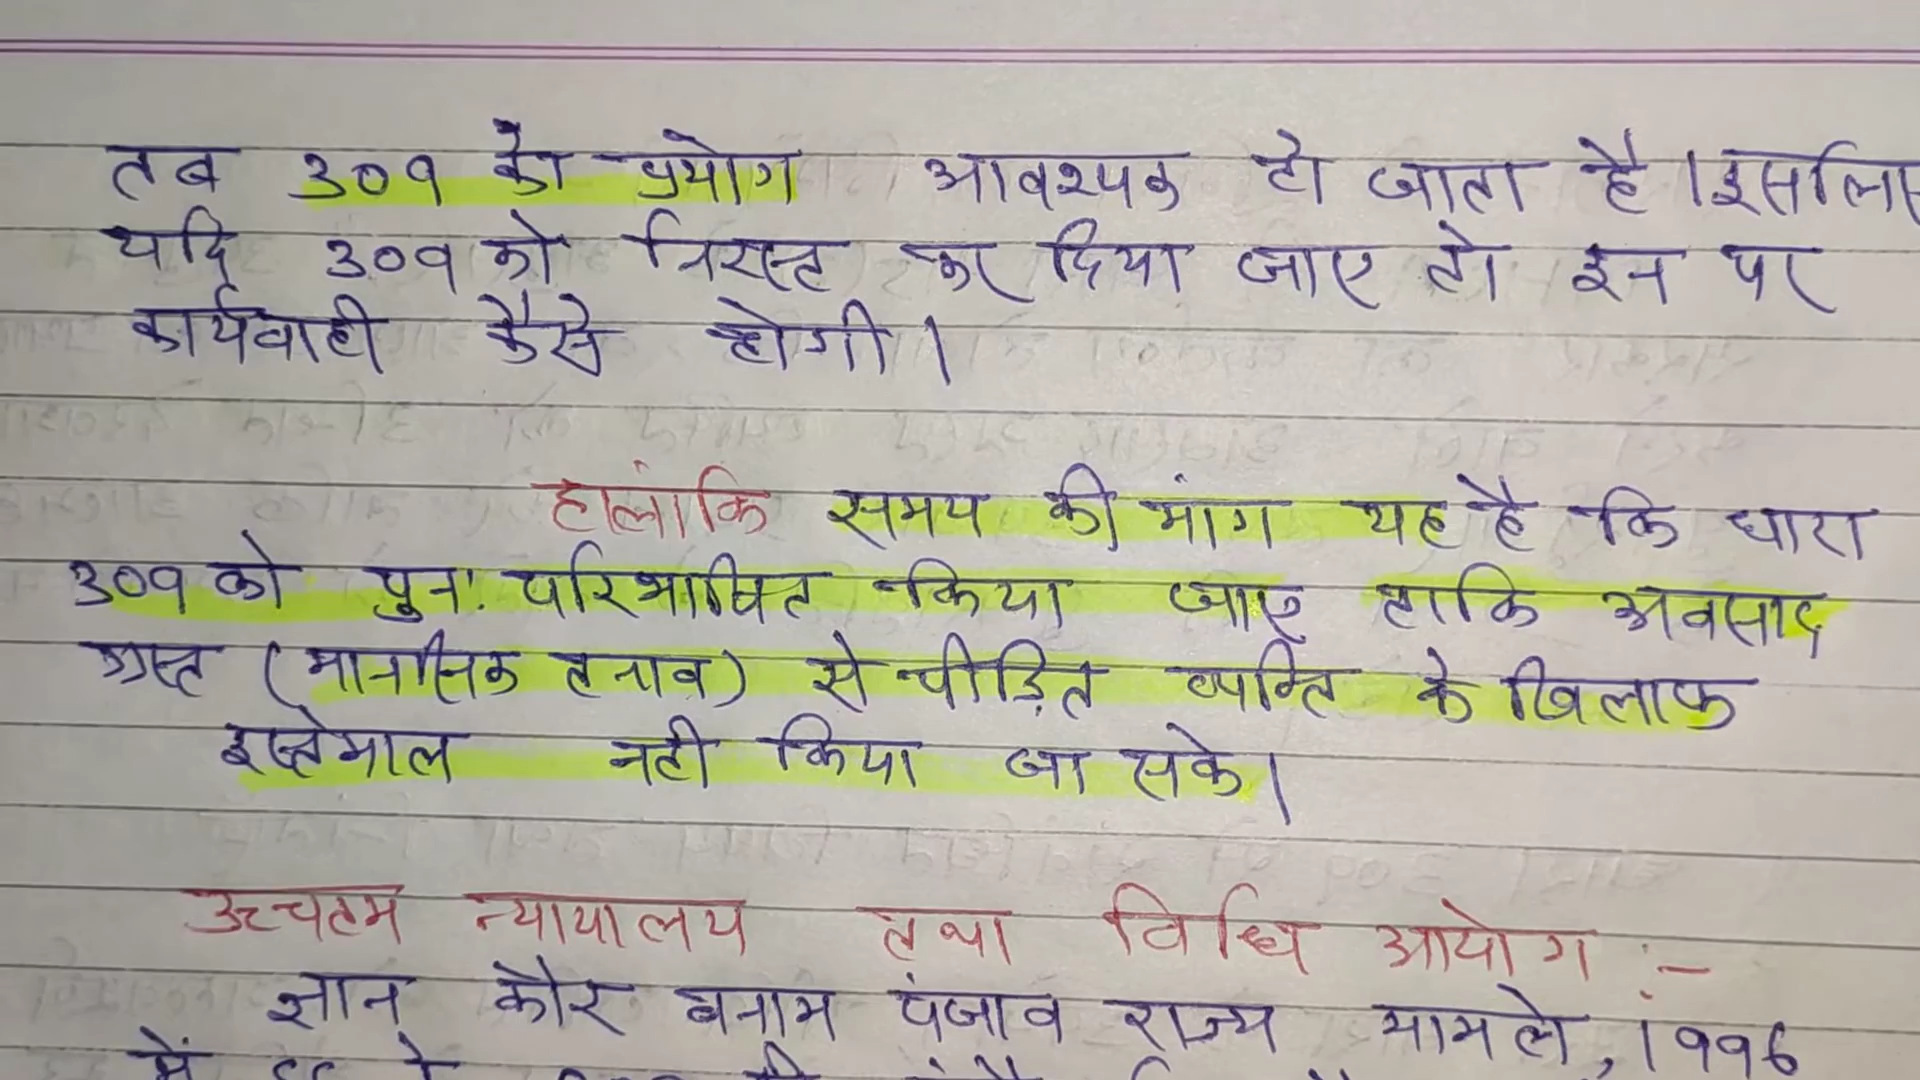 तब 309 का प्रयोग आवश्यक हो जाता है । इसलिए
यदि 309 को निरस्त कर दिया जाए तो इन पर
कार्यवाही कैसे होगी ।
हालांकि समय की मांग यह है कि धारा
309 को पुन: परिभाषित किया जाए ताकि अवसाद
ग्रस्त (मानसिक तनाव) से पीड़ित व्यक्ति के खिलाफ
इस्तेमाल नही किया जा सके ।
उच्चतम न्यायालय तथा विधि आयोग :-
ज्ञान कौर बनाम पंजाब राज्य मामले, 1996
में